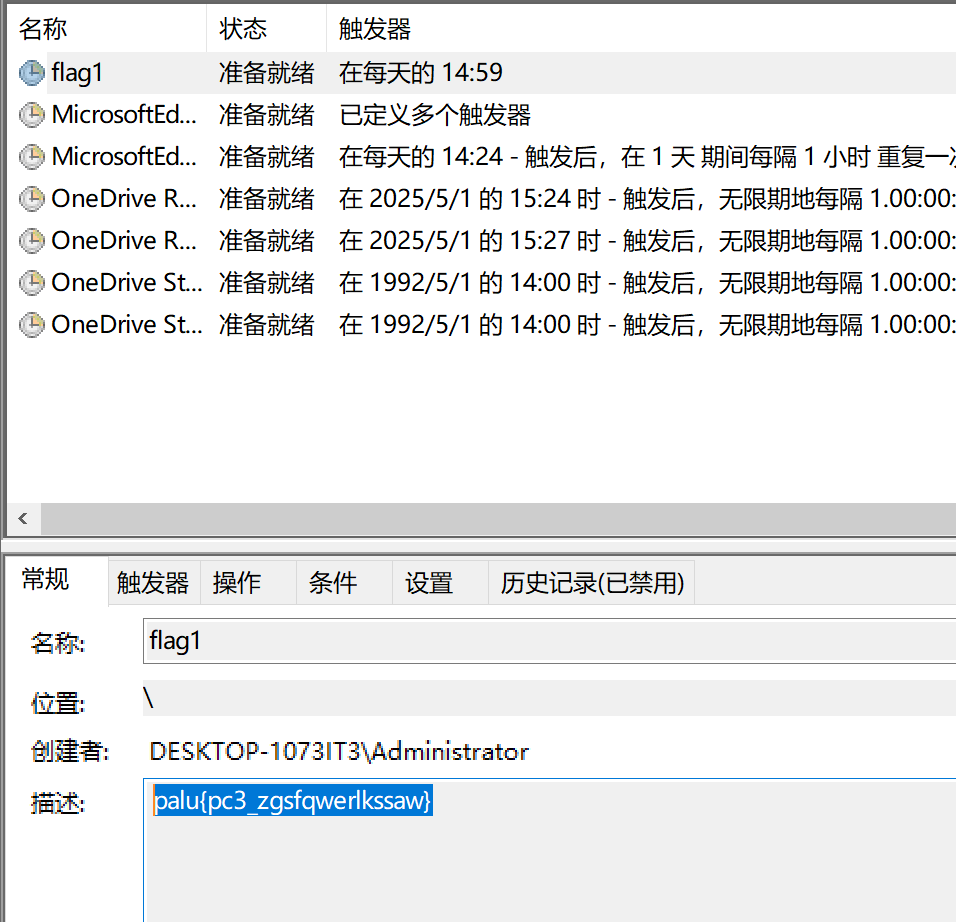 名称 状态 触发器
flag1 准备就绪 在每天的 14:59
MicrosoftEd... 准备就绪 已定义多个触发器
MicrosoftEd... 准备就绪 在每天的 14:24 - 触发后，在 1 天 期间每隔 1 小时 重复一次
OneDrive R... 准备就绪 在 2025/5/1 的 15:24 时 - 触发后，无限期地每隔 1.00:00:
OneDrive R... 准备就绪 在 2025/5/1 的 15:27 时 - 触发后，无限期地每隔 1.00:00:
OneDrive St... 准备就绪 在 1992/5/1 的 14:00 时 - 触发后，无限期地每隔 1.00:00:
OneDrive St... 准备就绪 在 1992/5/1 的 14:00 时 - 触发后，无限期地每隔 1.00:00:
常规 触发器 操作 条件 设置 历史记录(已禁用)
名称: flag1
位置: \
创建者: DESKTOP-1073IT3\Administrator
描述: palu{pc3_zgsfqwerlkssaw}